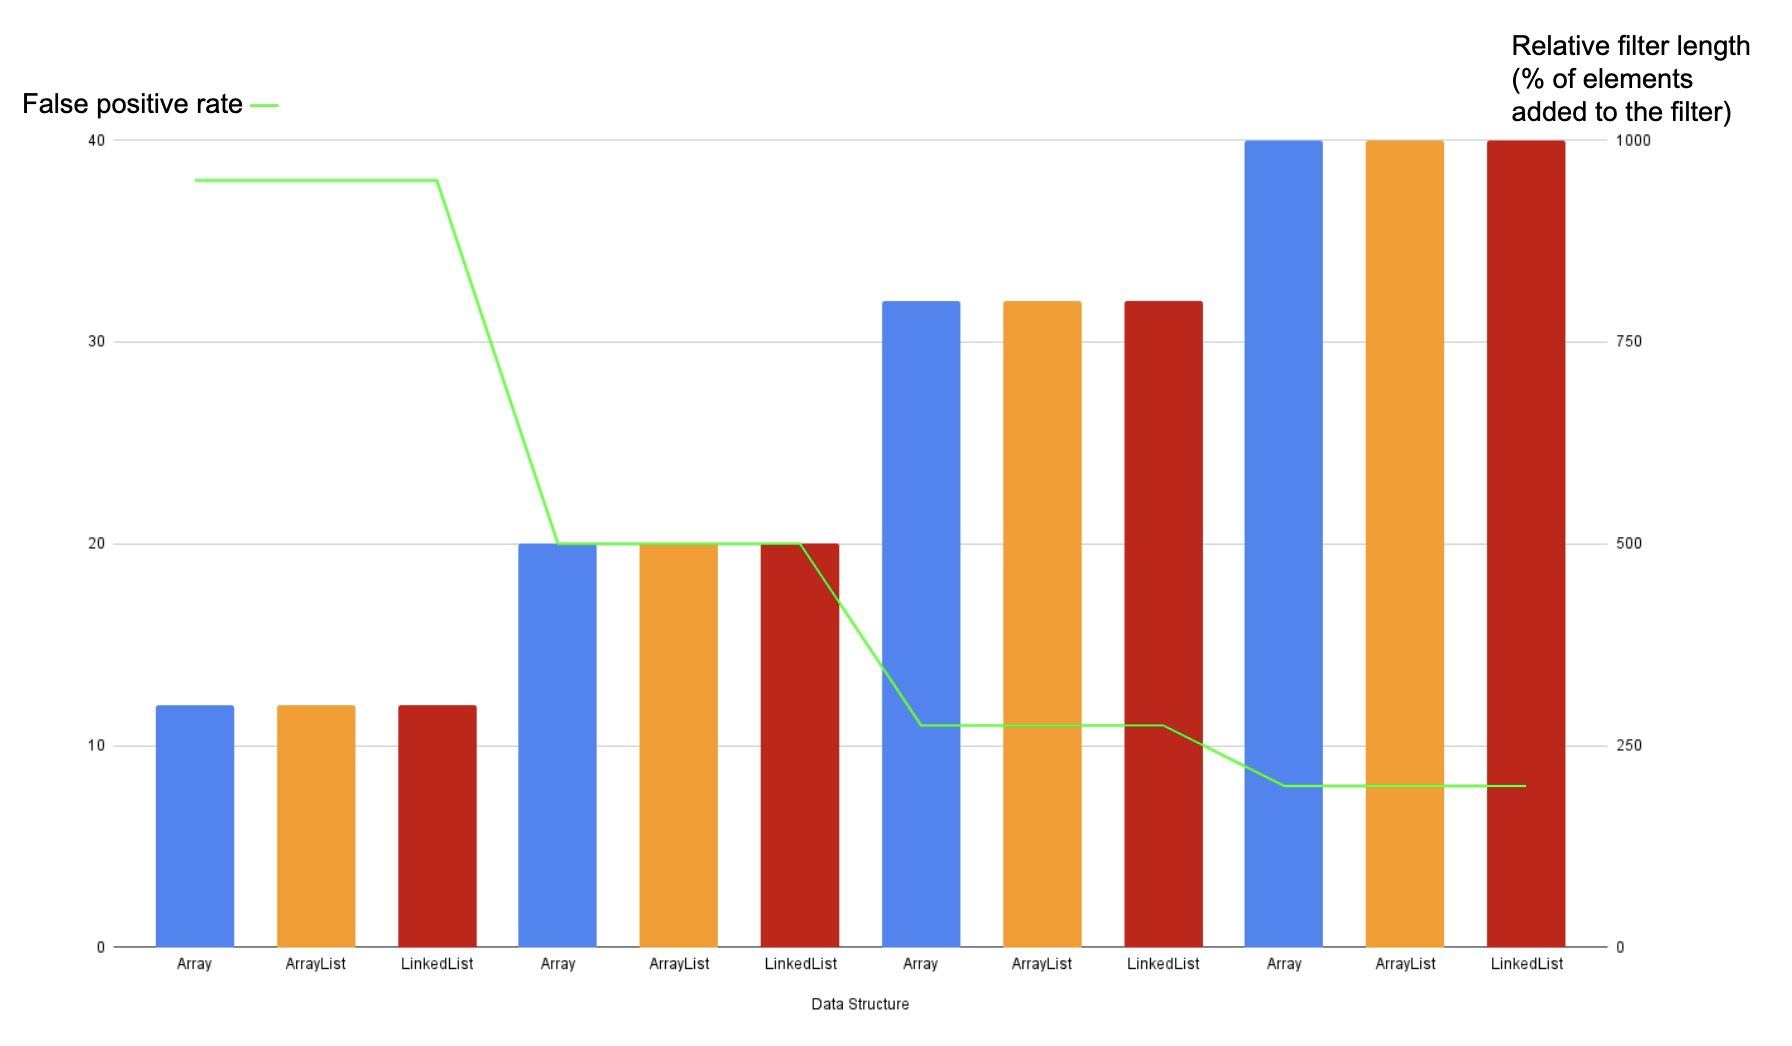 Relative filter length
(% of elements
added to the filter)
False positive rate
40
1000
30
750
20
500
10
250
0
0
Array ArrayList LinkedList Array ArrayList LinkedList Array ArrayList LinkedList Array ArrayList LinkedList
Data Structure